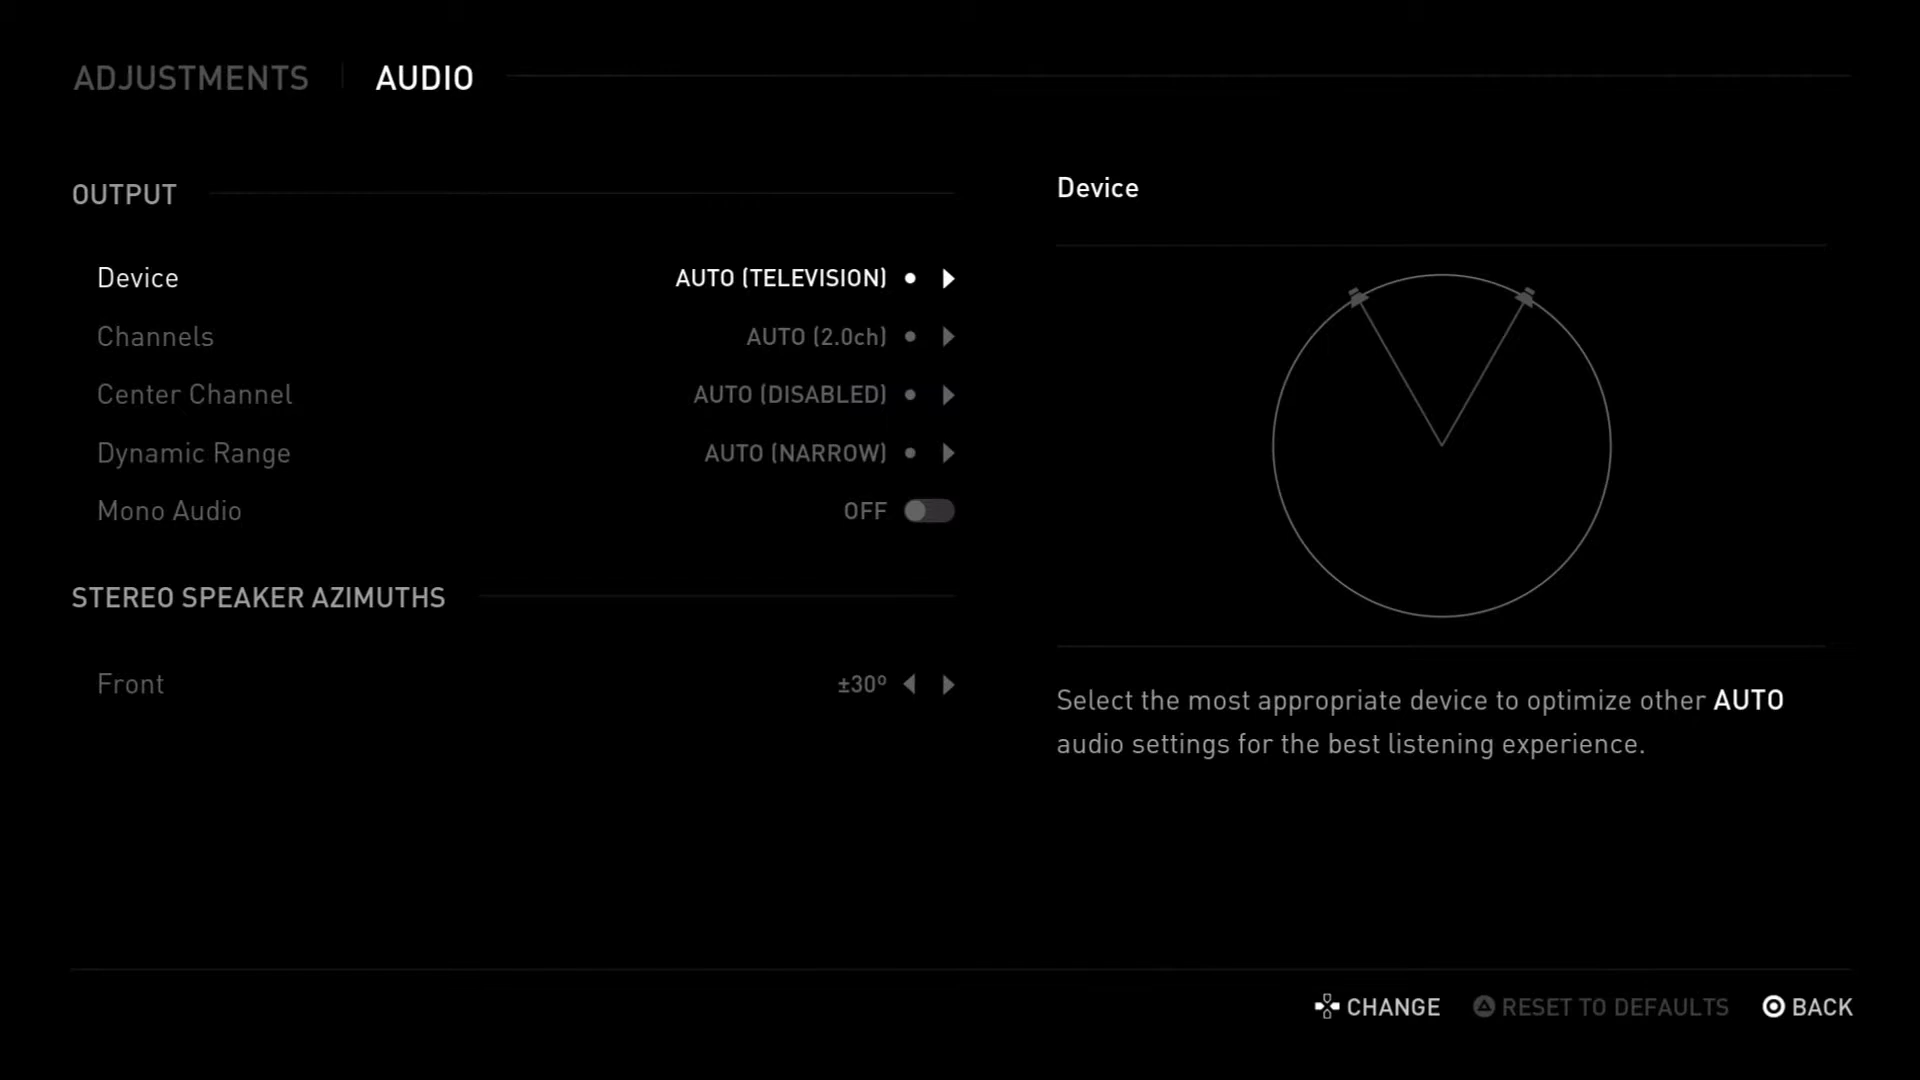 ADJUSTMENTS
AUDIO
OUTPUT
Device AUTO (TELEVISION)
Channels AUTO (2.0ch)
Center Channel AUTO (DISABLED)
Dynamic Range AUTO (NARROW)
Mono Audio OFF
STEREO SPEAKER AZIMUTHS
Front ±30º
Device
Select the most appropriate device to optimize other AUTO
audio settings for the best listening experience.
CHANGE RESET TO DEFAULTS BACK